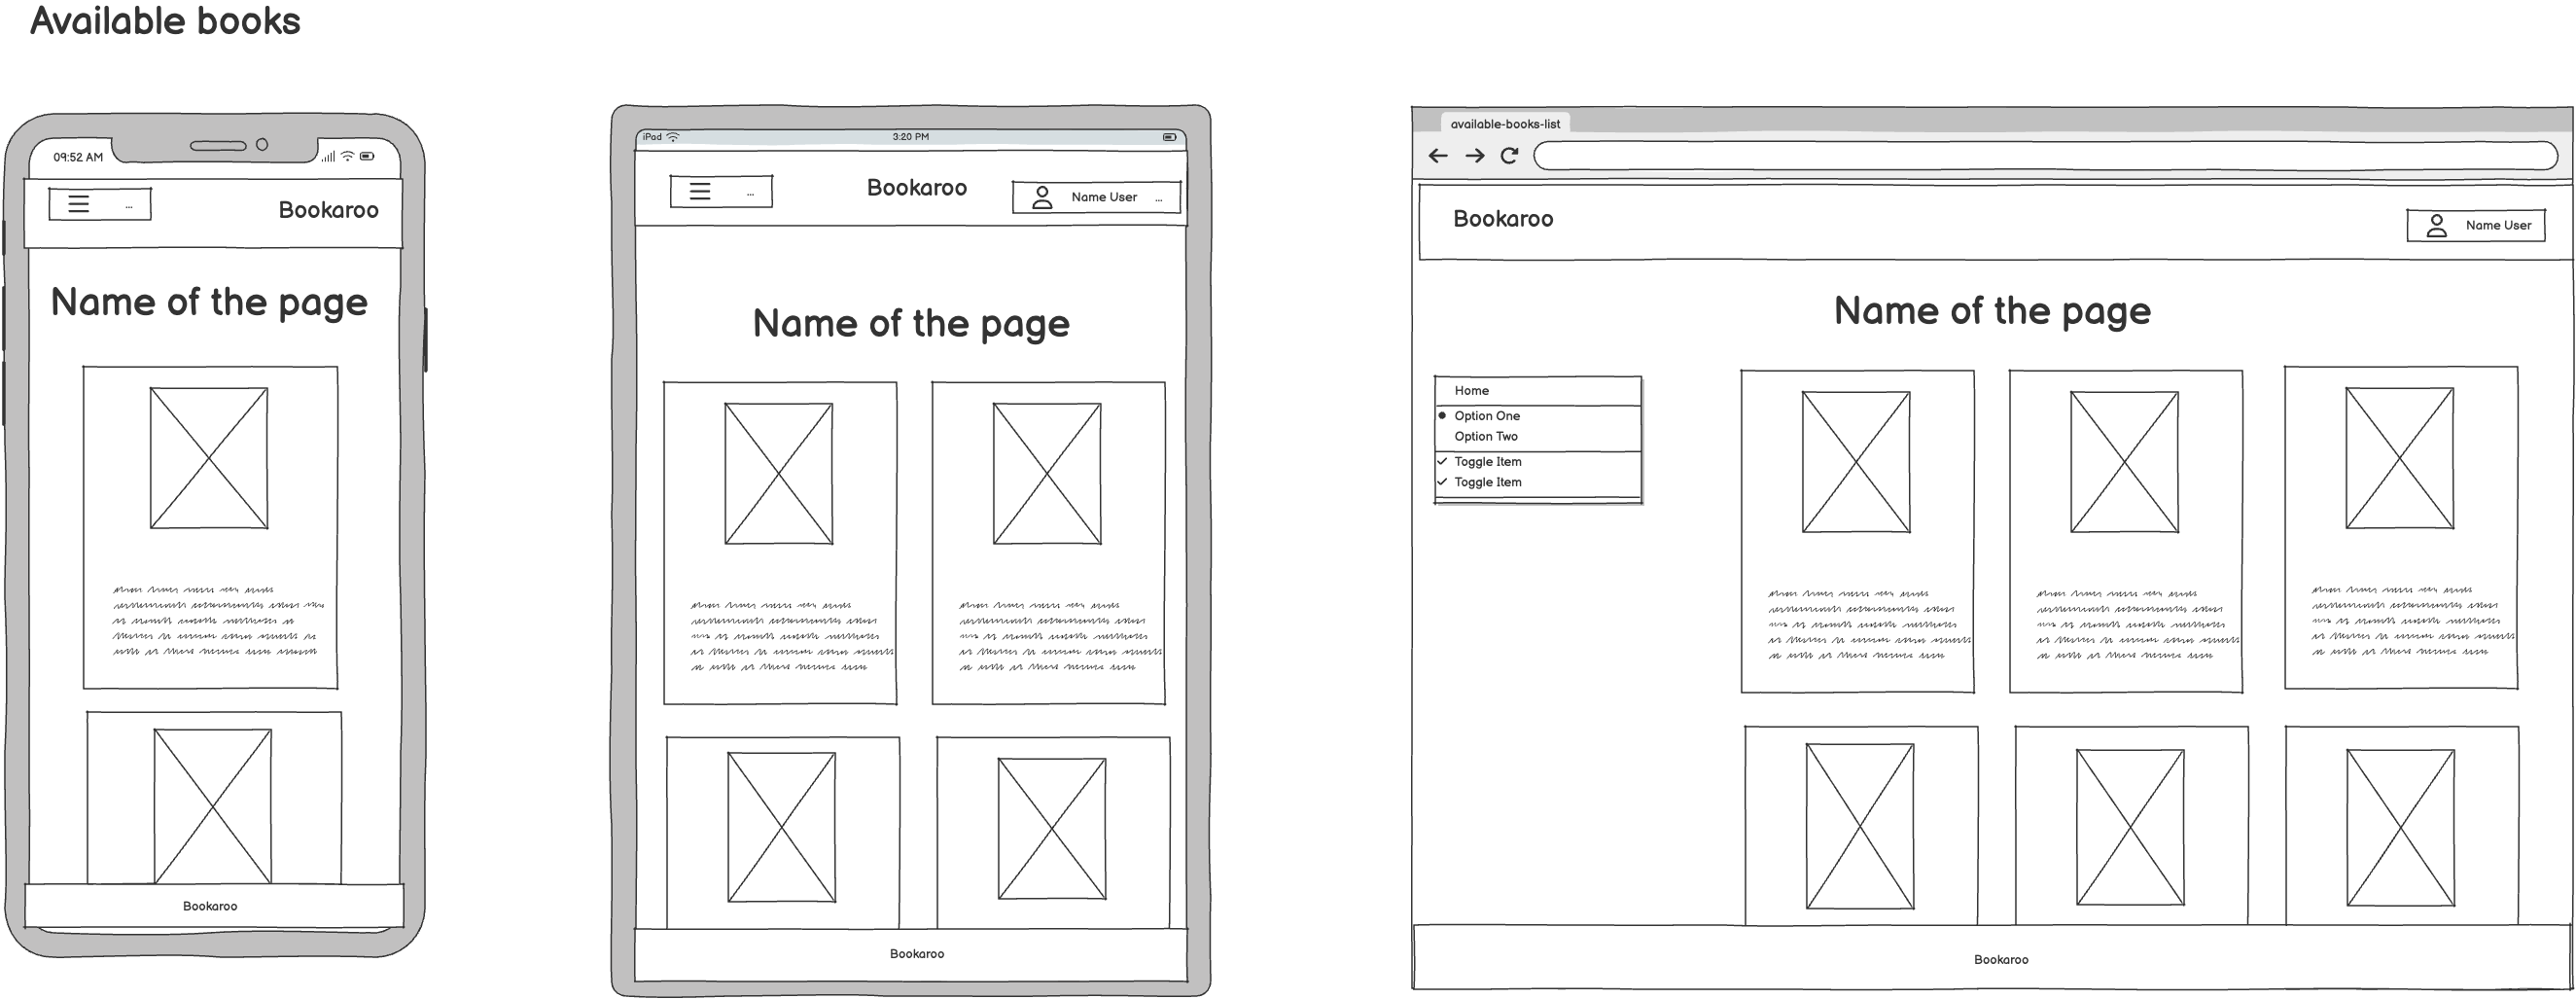 Available books
09:52 AM
...
Bookaroo
Name of the page
Bookaroo
iPad
3:20 PM
...
Bookaroo
Name User
...
Name of the page
Bookaroo
available-books-list
Bookaroo
Name User
Name of the page
Home
Option One
Option Two
Toggle Item
Toggle Item
Bookaroo